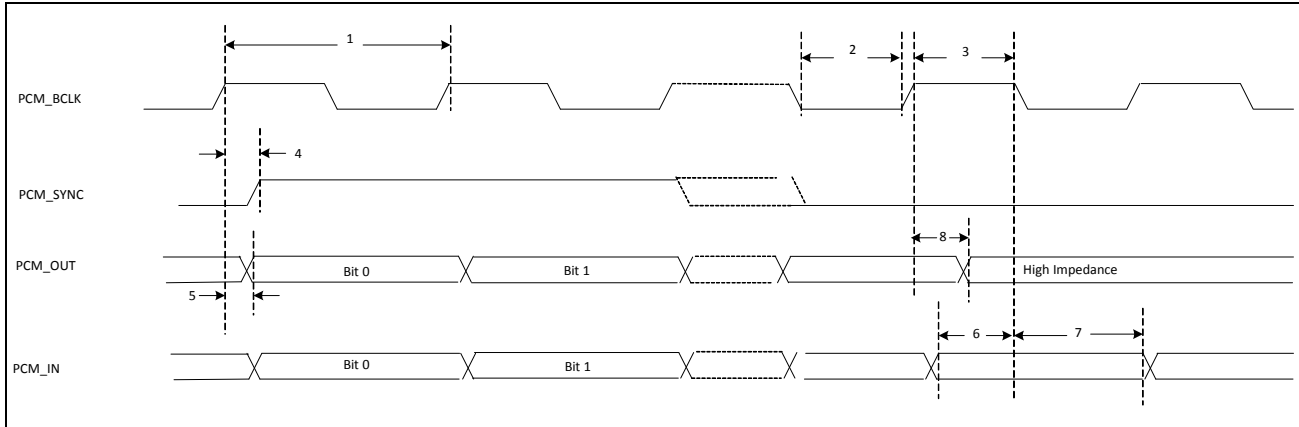 1
2
3
PCM_BCLK
4
PCM_SYNC
8
PCM_OUT
Bit 0
Bit 1
High Impedance
5
6
7
PCM_IN
Bit 0
Bit 1